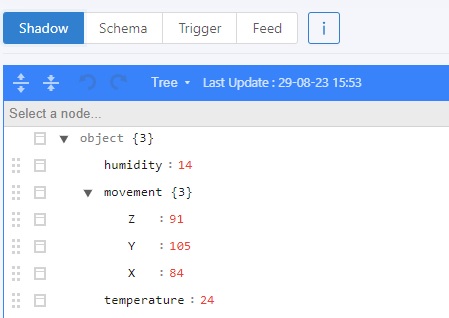 Shadow Schema Trigger Feed i
Tree Last Update : 29-08-23 15:53
Select a node...
object {3}
humidity : 14
movement {3}
Z : 91
Y : 105
X : 84
temperature : 24